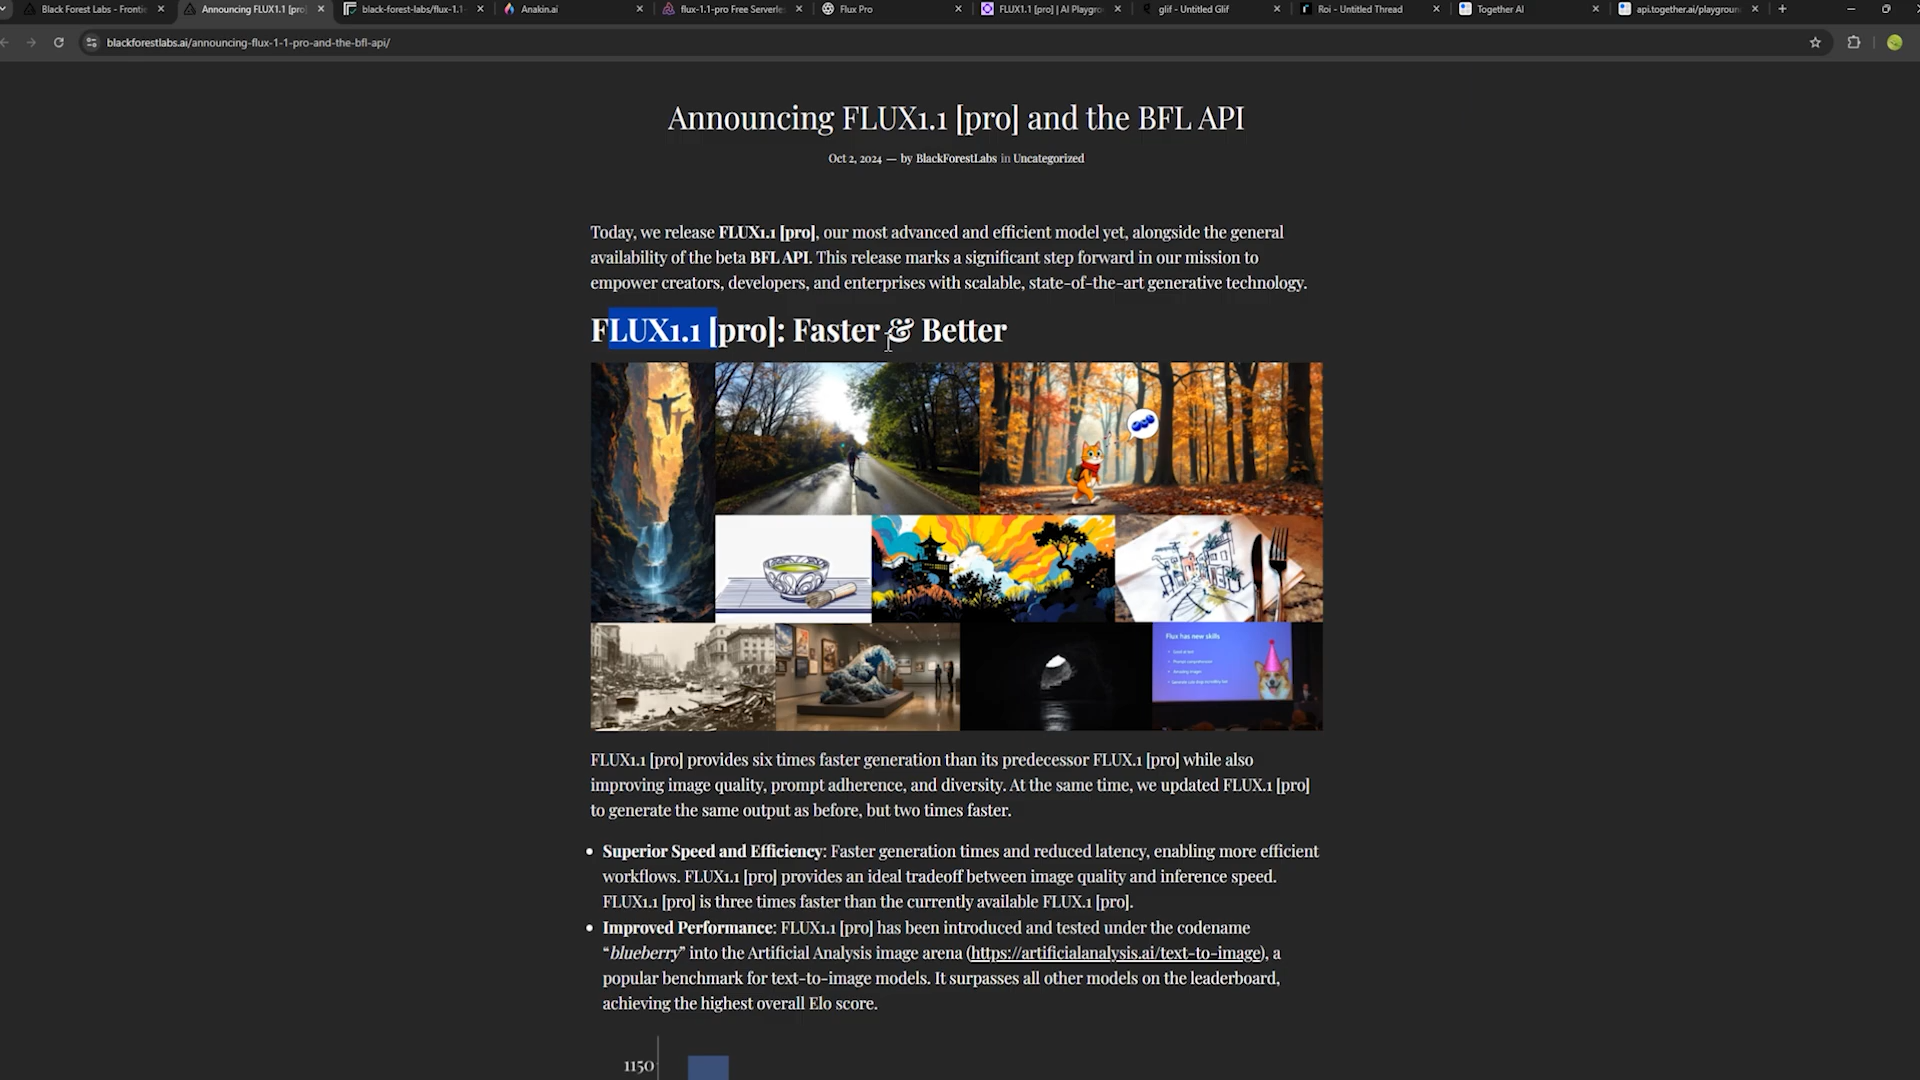 Black Forest Labs - Frontie
Announcing FLUX1.1 [pro]
black-forest-labs/flux-1.1-
Anakin.ai
flux-1.1-pro Free Serverle
Flux Pro
FLUX1.1 [pro] | AI Playgro
glif - Untitled Glif
Roi - Untitled Thread
Together AI
api.together.ai/playgroun
blackforestlabs.ai/announcing-flux-1-1-pro-and-the-bfl-api/
Announcing FLUX1.1 [pro] and the BFL API
Oct 2, 2024 — by BlackForestLabs in Uncategorized
Today, we release FLUX1.1 [pro], our most advanced and efficient model yet, alongside the general
availability of the beta BFL API. This release marks a significant step forward in our mission to
empower creators, developers, and enterprises with scalable, state-of-the-art generative technology.
FLUX1.1 [pro]: Faster & Better
Flux has new skills
FLUX1.1 [pro] provides six times faster generation than its predecessor FLUX.1 [pro] while also
improving image quality, prompt adherence, and diversity. At the same time, we updated FLUX.1 [pro]
to generate the same output as before, but two times faster.
• Superior Speed and Efficiency: Faster generation times and reduced latency, enabling more efficient
workflows. FLUX1.1 [pro] provides an ideal tradeoff between image quality and inference speed.
FLUX1.1 [pro] is three times faster than the currently available FLUX.1 [pro].
• Improved Performance: FLUX1.1 [pro] has been introduced and tested under the codename
“blueberry” into the Artificial Analysis image arena (https://artificialanalysis.ai/text-to-image), a
popular benchmark for text-to-image models. It surpasses all other models on the leaderboard,
achieving the highest overall Elo score.
1150